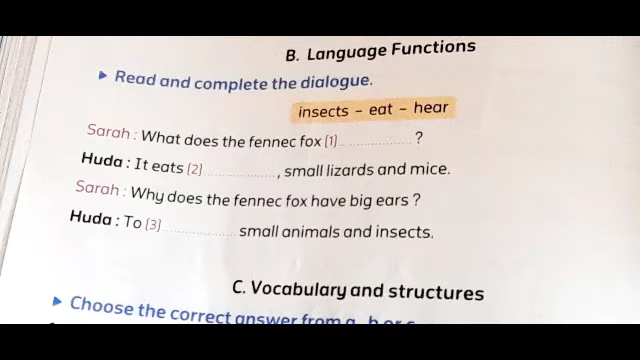 B. Language Functions
▶ Read and complete the dialogue.
insects - eat - hear
Sarah : What does the fennec fox (1).................... ?
Huda : It eats (2)...................., small lizards and mice.
Sarah : Why does the fennec fox have big ears ?
Huda : To (3).................... small animals and insects.
C. Vocabulary and structures
▶ Choose the correct answer from a, b or c